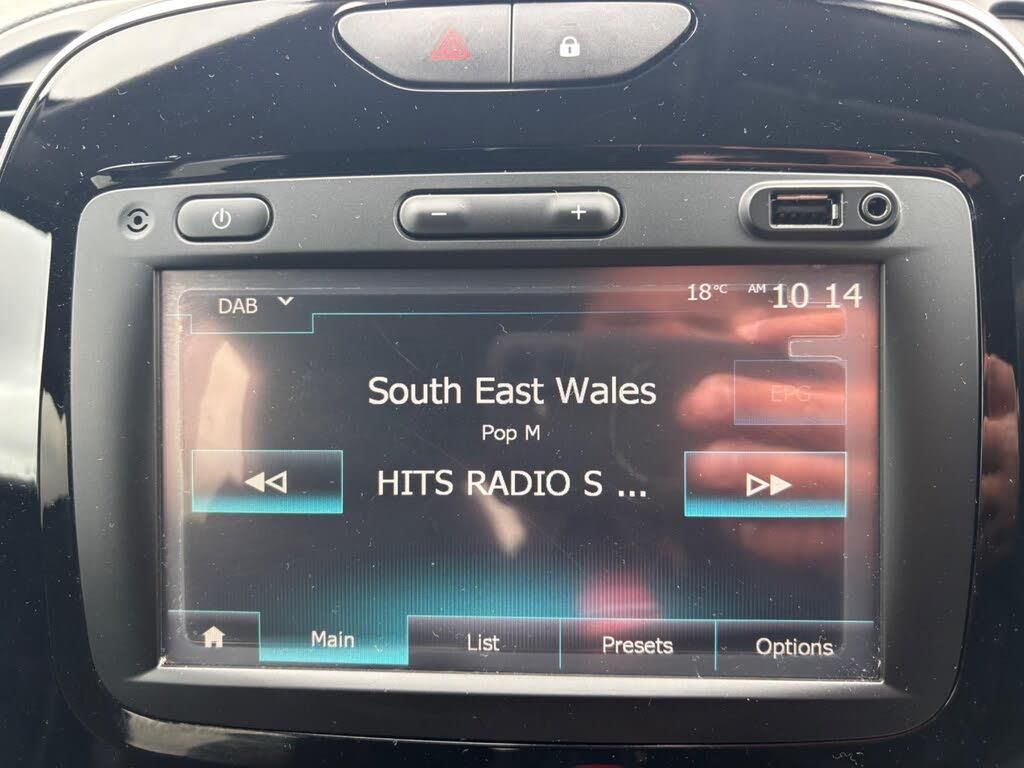 DAB
18°C AM 10 14
South East Wales
EPG
Pop M
HITS RADIO S ...
Main List Presets Options